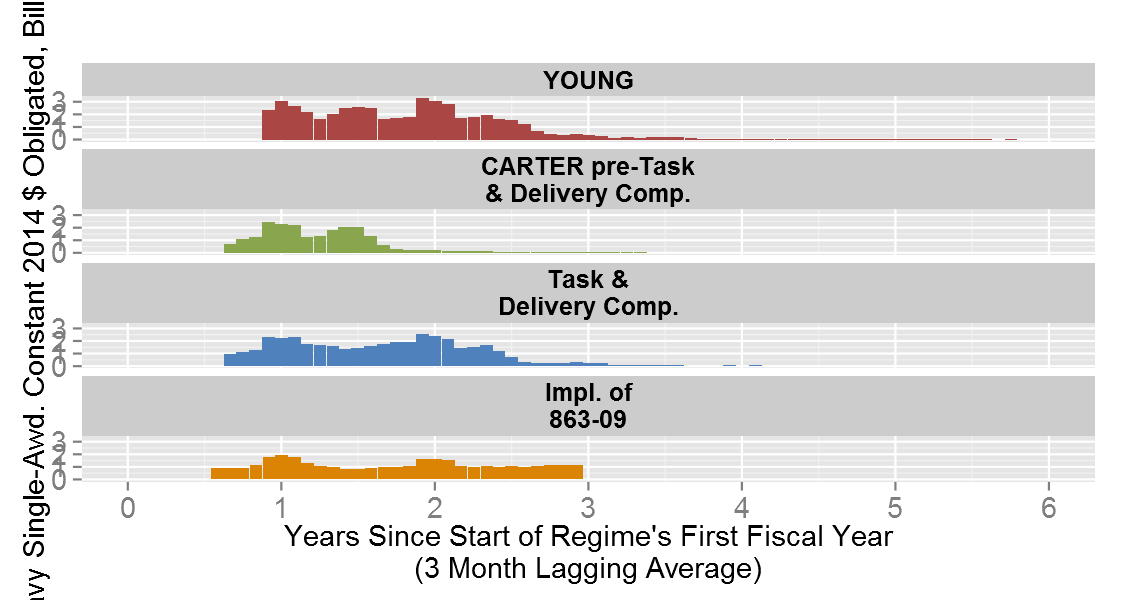 avy Single-Awd. Constant 2014 $ Obligated, Bill
YOUNG
3
2
1
0
CARTER pre-Task
& Delivery Comp.
3
2
1
0
Task &
Delivery Comp.
3
2
1
0
Impl. of
863-09
3
2
1
0
0 1 2 3 4 5 6
Years Since Start of Regime's First Fiscal Year
(3 Month Lagging Average)